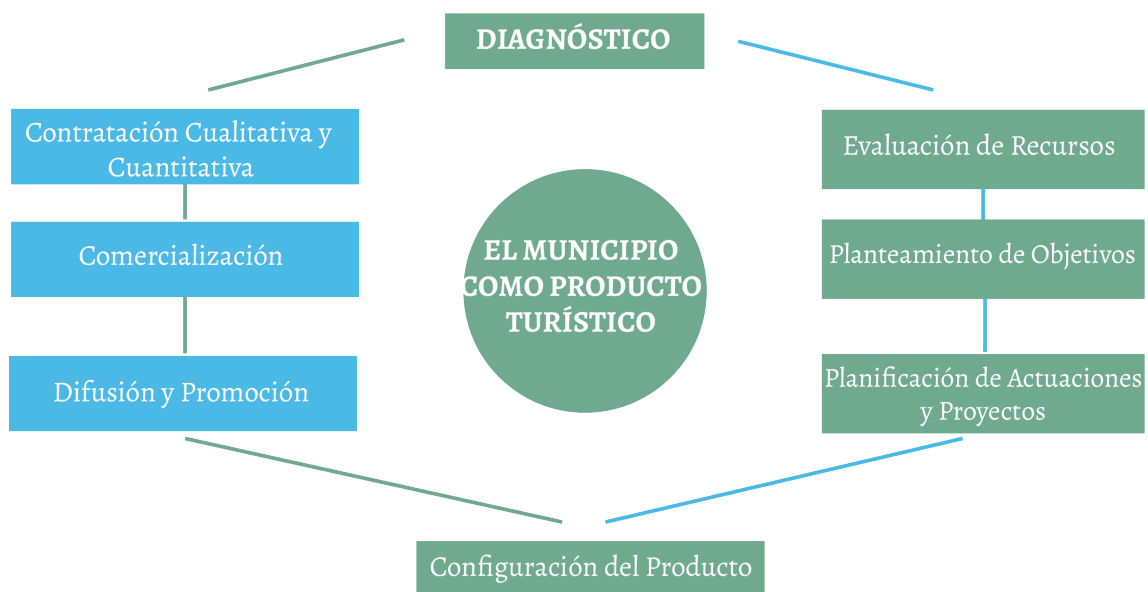 DIAGNÓSTICO
Contratación Cualitativa y
Cuantitativa
Comercialización
Difusión y Promoción
EL MUNICIPIO
COMO PRODUCTO
TURÍSTICO
Evaluación de Recursos
Planteamiento de Objetivos
Planificación de Actuaciones
y Proyectos
Configuración del Producto